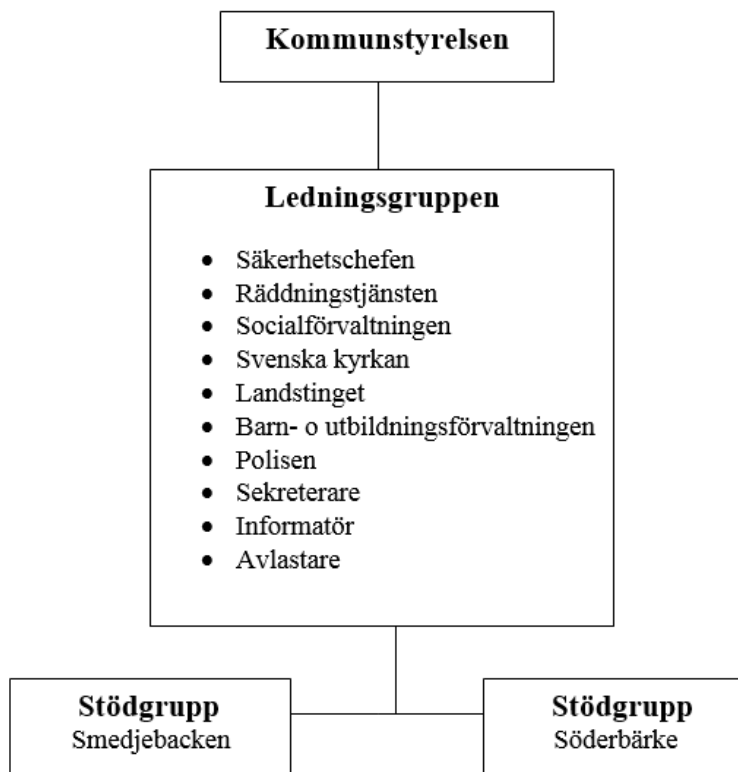 Kommunstyrelsen
Ledningsgruppen
• Säkerhetschefen
• Räddningstjänsten
• Socialförvaltningen
• Svenska kyrkan
• Landstinget
• Barn- o utbildningsförvaltningen
• Polisen
• Sekreterare
• Informatör
• Avlastare
Stödgrupp
Smedjebacken
Stödgrupp
Söderbärke